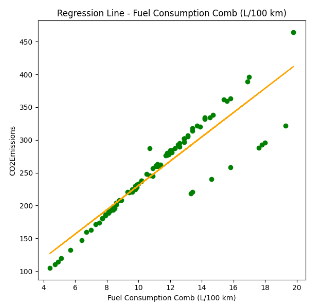 Regression Line - Fuel Consumption Comb (L/100 km)
450
400
350
300
250
200
150
100
CO2Emissions
4 6 8 10 12 14 16 18 20
Fuel Consumption Comb (L/100 km)